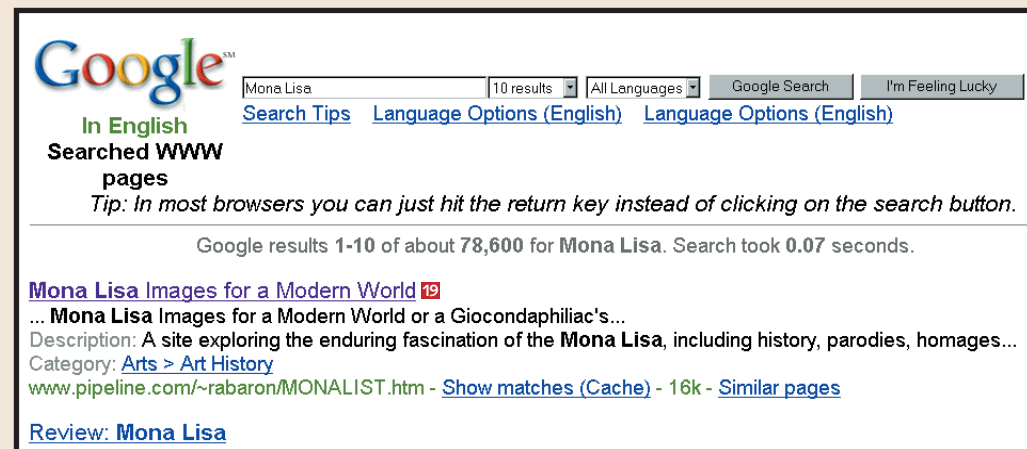 Google SM
Mona Lisa 10 results All Languages Google Search I'm Feeling Lucky
Search Tips Language Options (English) Language Options (English)
In English
Searched WWW
pages
Tip: In most browsers you can just hit the return key instead of clicking on the search button.
Google results 1-10 of about 78,600 for Mona Lisa. Search took 0.07 seconds.
Mona Lisa Images for a Modern World 19
... Mona Lisa Images for a Modern World or a Giocondaphiliac's...
Description: A site exploring the enduring fascination of the Mona Lisa, including history, parodies, homages...
Category: Arts > Art History
www.pipeline.com/~rabaron/MONALIST.htm - Show matches (Cache) - 16k - Similar pages
Review: Mona Lisa